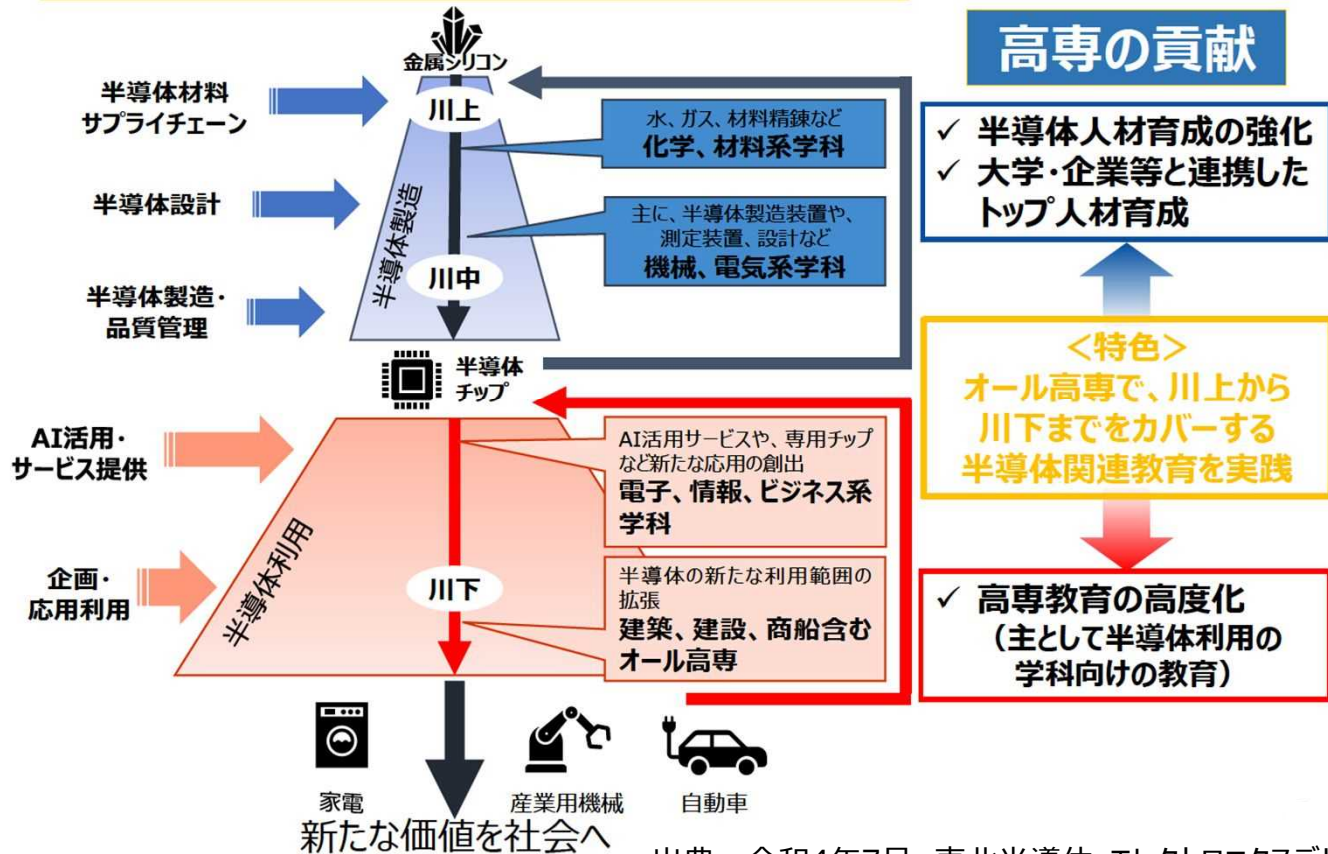 金属シリコン
半導体材料
サプライチェーン
川上
水、ガス、材料精錬など
化学、材料系学科
半導体設計
半導体製造
主に、半導体製造装置や、
測定装置、設計など
機械、電気系学科
川中
半導体製造・
品質管理
半導体
チップ
AI活用・
サービス提供
AI活用サービスや、専用チップ
など新たな応用の創出
電子、情報、ビジネス系
学科
半導体利用
企画・
応用利用
川下
半導体の新たな利用範囲の
拡張
建築、建設、商船含む
オール高専
家電
産業用機械
自動車
新たな価値を社会へ
高専の貢献
✓ 半導体人材育成の強化
✓ 大学・企業等と連携した
トップ人材育成
<特色>
オール高専で、川上から
川下までをカバーする
半導体関連教育を実践
✓ 高専教育の高度化
（主として半導体利用の
学科向けの教育）